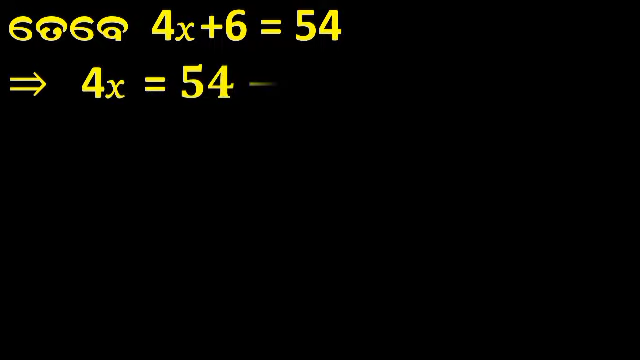 ତେବେ 4x+6 = 54
⇒ 4x = 54 −